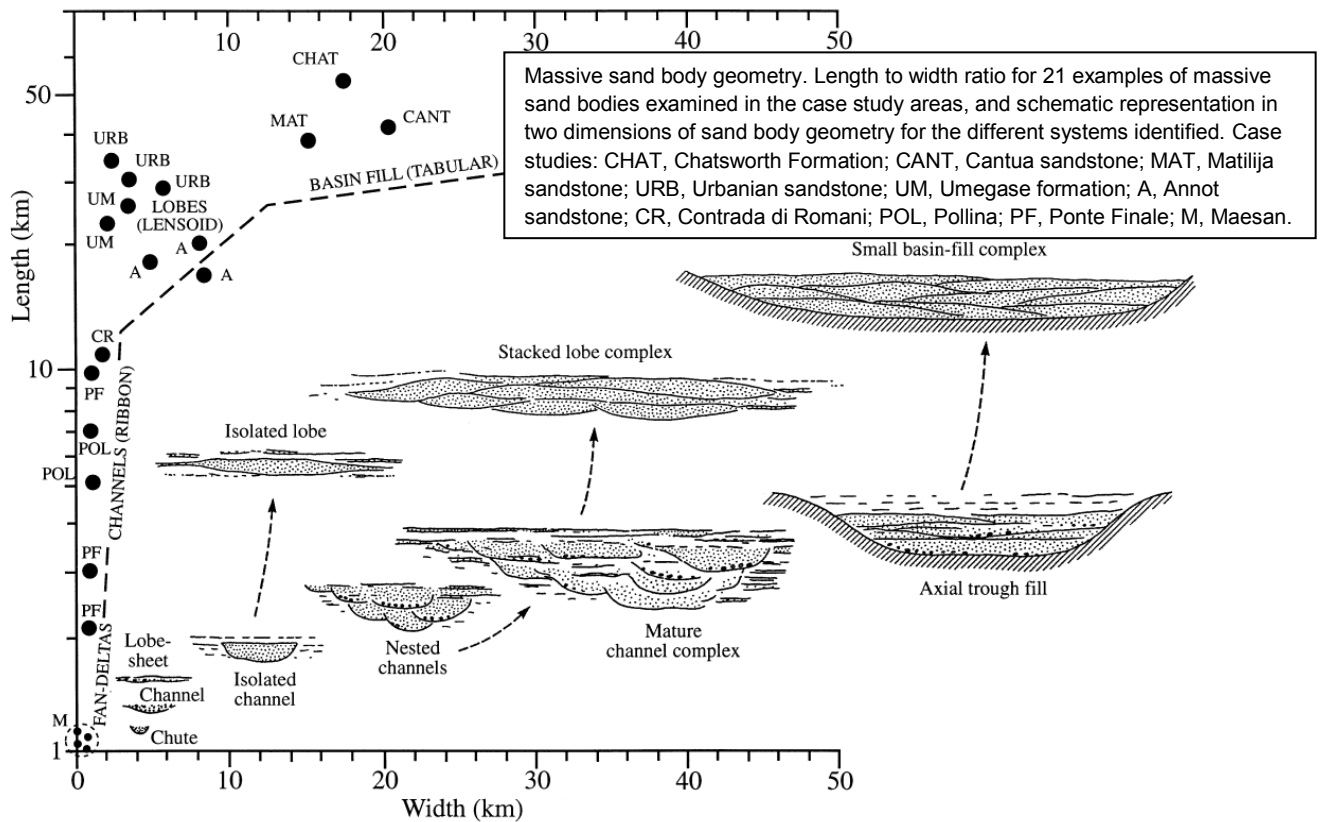 0
10
20
30
40
50
Massive sand body geometry. Length to width ratio for 21 examples of massive
sand bodies examined in the case study areas, and schematic representation in
two dimensions of sand body geometry for the different systems identified. Case
studies: CHAT, Chatsworth Formation; CANT, Cantua sandstone; MAT, Matilija
sandstone; URB, Urbanian sandstone; UM, Umegase formation; A, Annot
sandstone; CR, Contrada di Romani; POL, Pollina; PF, Ponte Finale; M, Maesan.
CHAT
50
MAT
CANT
URB
URB
BASIN FILL (TABULAR)
URB
UM
LOBES
(LENSOID)
UM
A
A
A
Length (km)
Small basin-fill complex
CR
10
PF
Stacked lobe complex
CHANNELS (RIBBON)
POL
Isolated lobe
POL
PF
Axial trough fill
PF
Lobe-
sheet
Nested
channels
Mature
channel complex
FAN-DELTAS
Isolated
channel
Channel
M
Chute
1
0
10
20
30
40
50
Width (km)